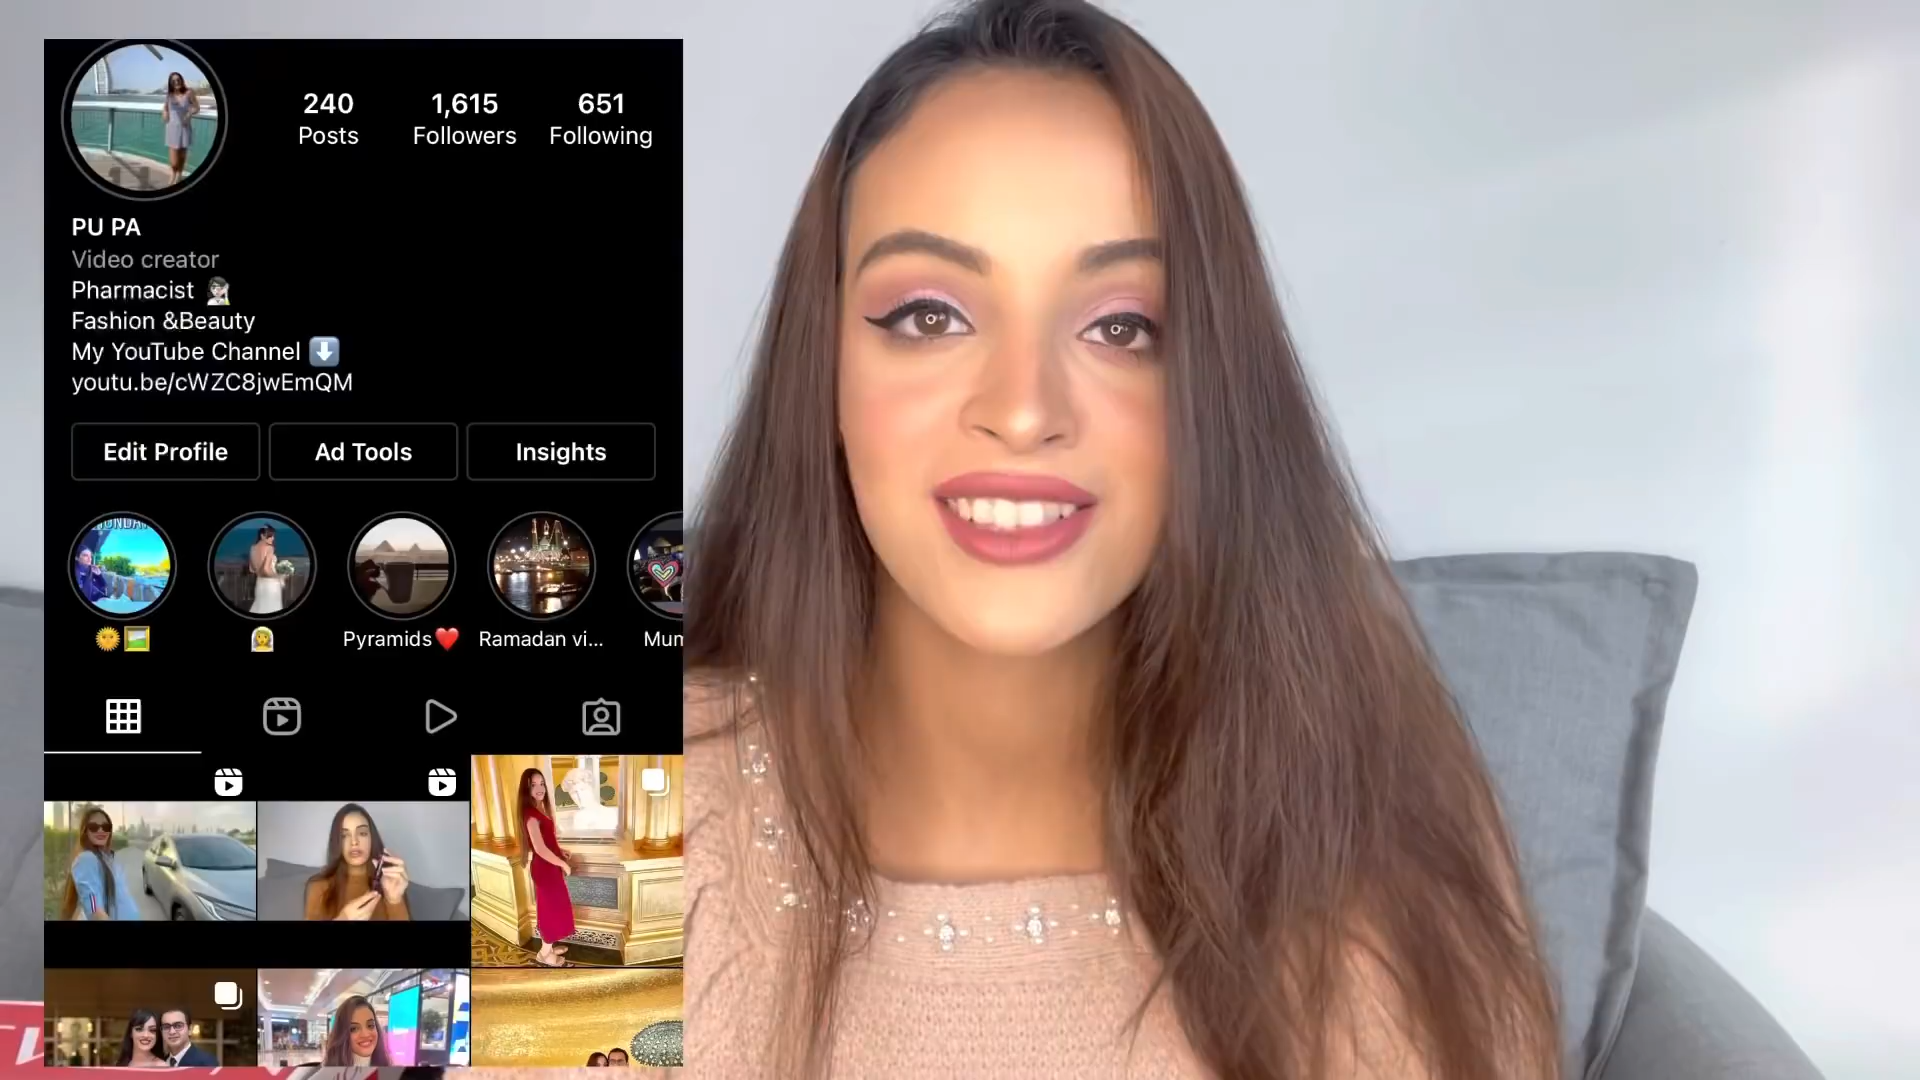 240
Posts
1,615
Followers
651
Following
PU PA
Video creator
Pharmacist
Fashion &Beauty
My YouTube Channel
youtu.be/cWZC8jwEmQM
Edit Profile
Ad Tools
Insights
Pyramids
Ramadan vi...
Mum